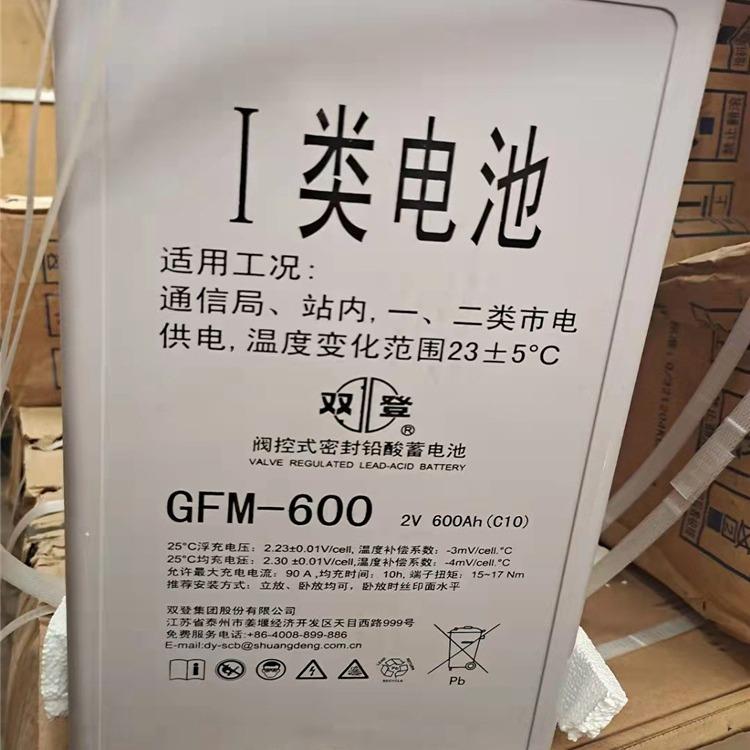 I类电池
适用工况:
通信局、站内,一、二类市电
供电,温度变化范围23±5°C
双登®
阀控式密封铅酸蓄电池
VALVE REGULATED LEAD-ACID BATTERY
GFM-600 2V 600Ah(C10)
25°C浮充电压: 2.23±0.01V/cell, 温度补偿系数: -3mV/cell.°C
25°C均充电压: 2.30±0.01V/cell, 温度补偿系数: -4mV/cell.°C
允许最大充电电流: 90A,均充时间: 10h, 端子扭矩: 15~17Nm
推荐安装方式: 立放、卧放均可, 卧放时丝印面水平
双登集团股份有限公司
江苏省泰州市姜堰经济开发区天目西路999号
免费服务电话:+86-4008-899-886
E-mail:dy-scb@shuangdeng.com.cn
Pb
RECYCLE
Pb
禁止翻滚